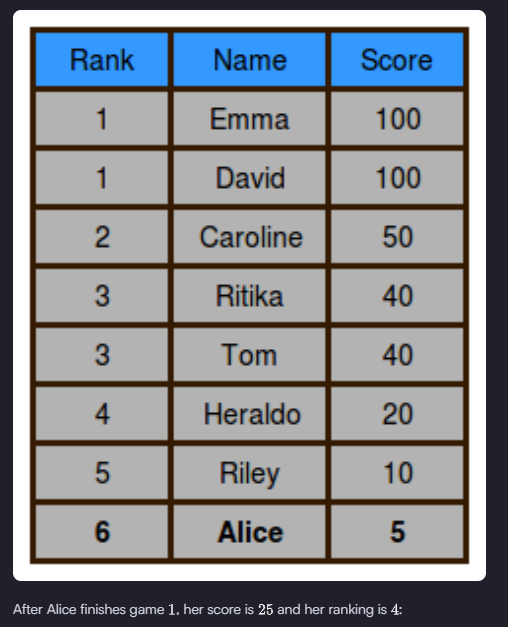 Rank Name Score
1 Emma 100
1 David 100
2 Caroline 50
3 Ritika 40
3 Tom 40
4 Heraldo 20
5 Riley 10
6 Alice 5
After Alice finishes game 1, her score is 25 and her ranking is 4: